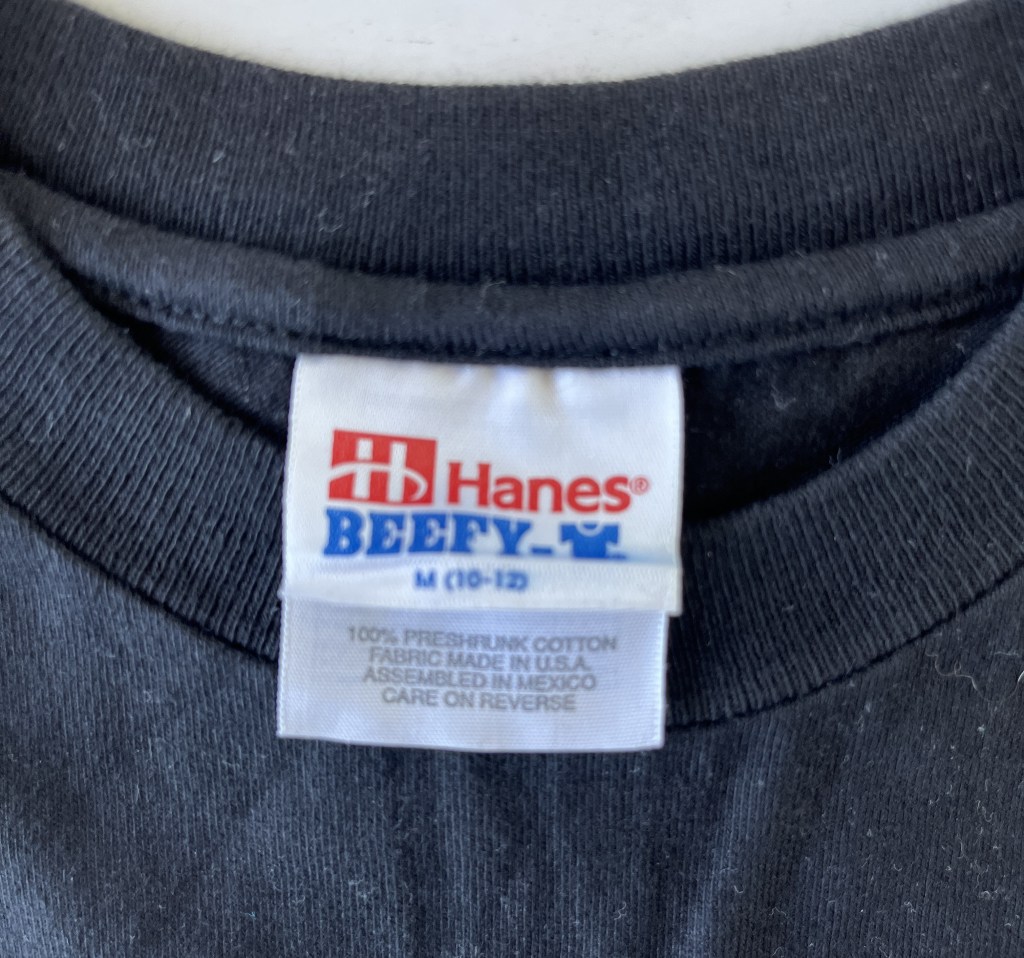 Hanes®
BEEFY-T
M (10-12)
100% PRESHRUNK COTTON
FABRIC MADE IN U.S.A.
ASSEMBLED IN MEXICO
CARE ON REVERSE